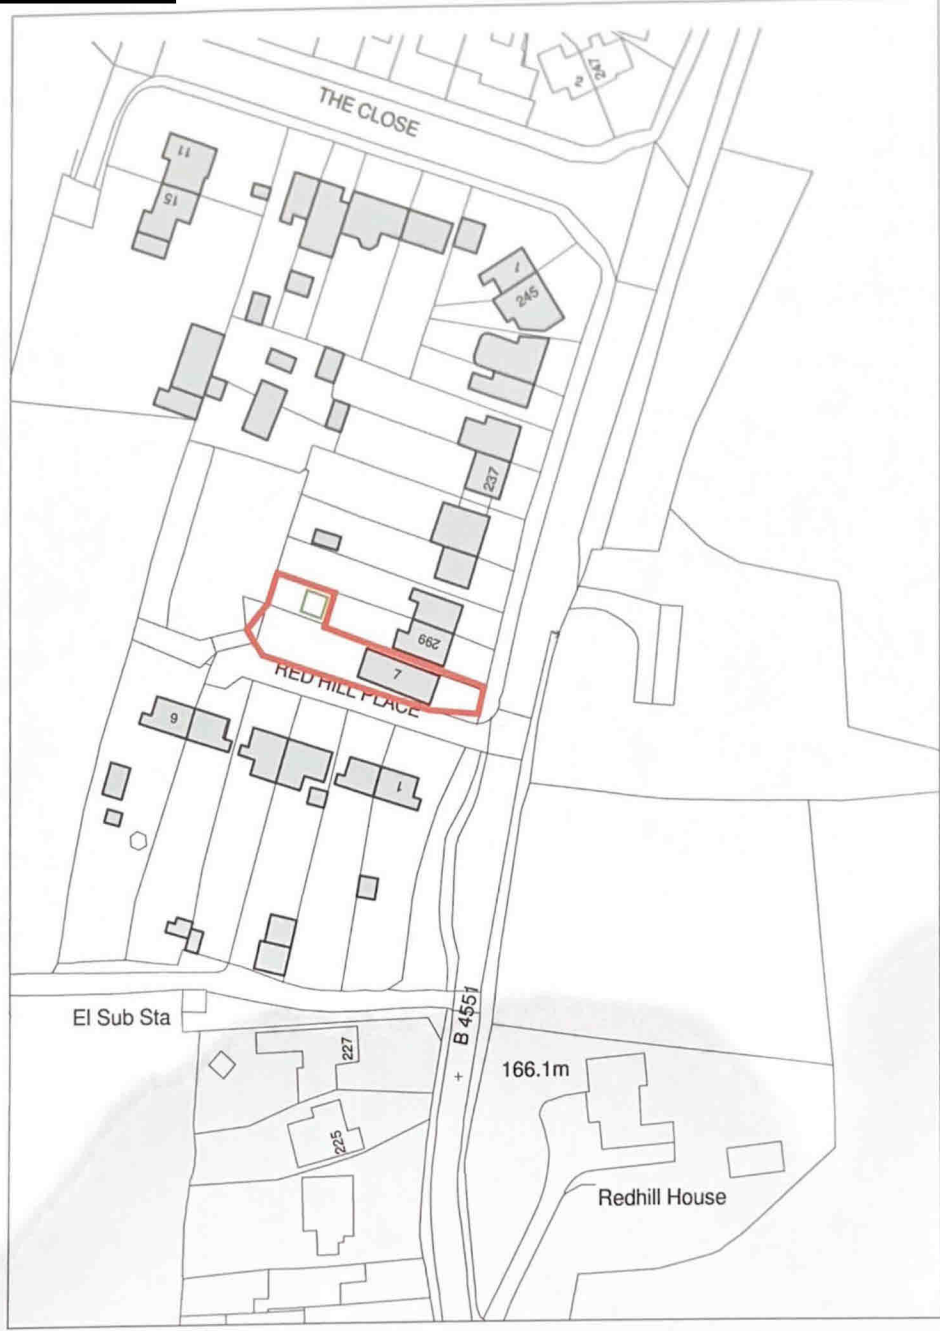 2
247
THE CLOSE
11
15
1
245
237
299
7
RED HILL PLACE
9
1
El Sub Sta
B 4551
227
166.1m
225
Redhill House